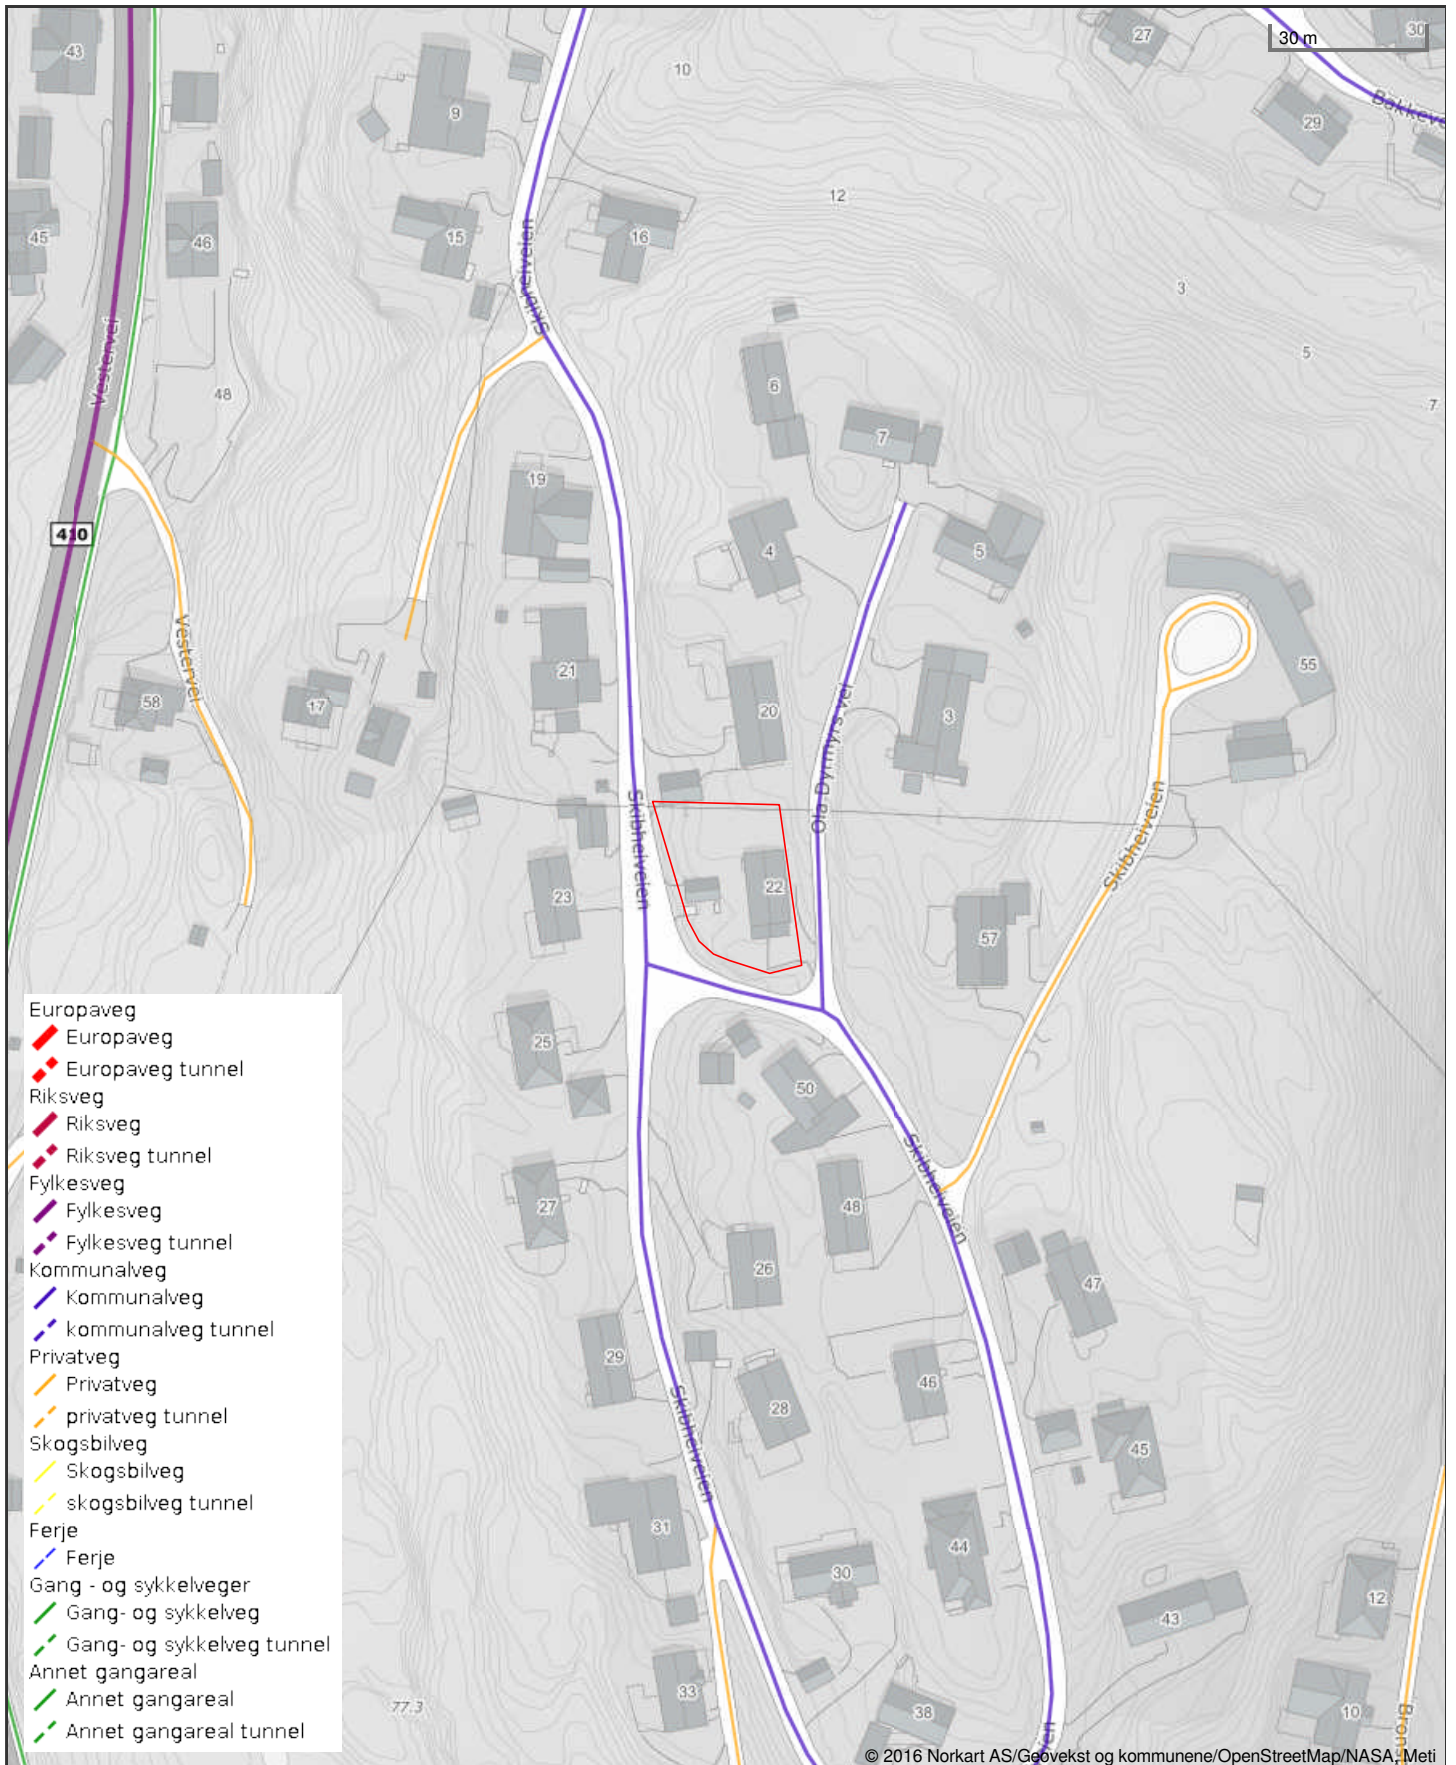 43
27
30
30 m
10
Bakkeve
9
29
12
45
46
15
16
Skibheiveien
3
Vestervei
5
6
48
7
7
19
410
4
5
Vestervei
21
55
58
17
20
Ola Dyrmyrs vei
3
Skibheiveien
Skibheiveien
23
22
57
Europaveg
Europaveg
Europaveg tunnel
Riksveg
Riksveg
Riksveg tunnel
Fylkesveg
Fylkesveg
Fylkesveg tunnel
Kommunalveg
Kommunalveg
kommunalveg tunnel
Privatveg
Privatveg
privatveg tunnel
Skogsbilveg
Skogsbilveg
skogsbilveg tunnel
Ferje
Ferje
Gang - og sykkelveger
Gang- og sykkelveg
Gang- og sykkelveg tunnel
Annet gangareal
Annet gangareal
Annet gangareal tunnel
25
50
Skibheiveien
27
48
26
47
29
28
46
45
Skibheiveien
31
44
30
12
43
33
77.3
38
10
eien
Bro
© 2016 Norkart AS/Geovekst og kommunene/OpenStreetMap/NASA, Meti